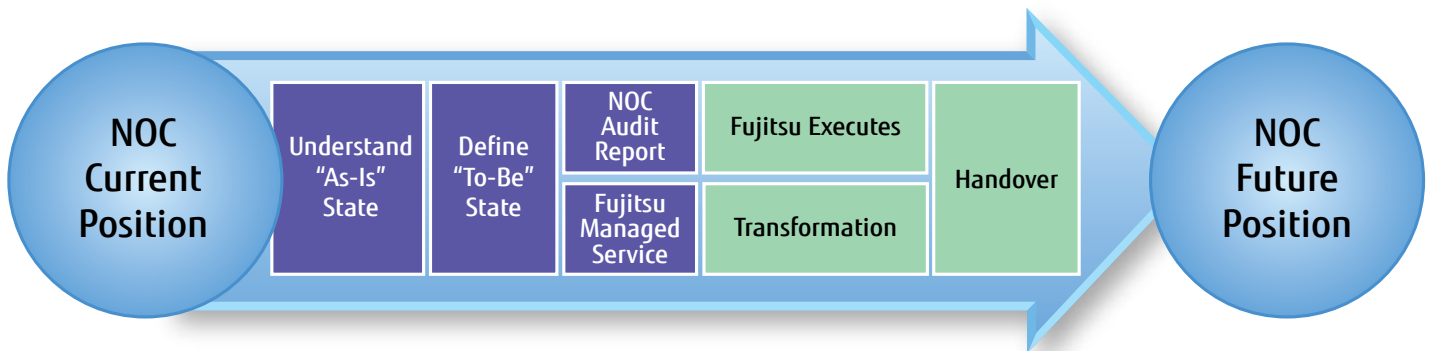 NOC
Current
Position
Understand
“As-Is”
State
Define
“To-Be”
State
NOC
Audit
Report
Fujitsu
Managed
Service
Fujitsu Executes
Transformation
Handover
NOC
Future
Position